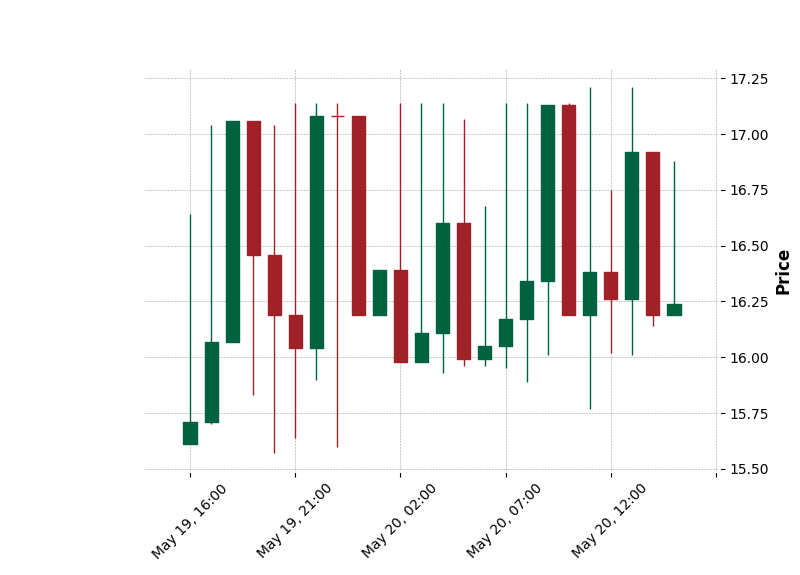 17.25
17.00
16.75
16.50
16.25
16.00
15.75
15.50
Price
May 19, 16:00
May 19, 21:00
May 20, 02:00
May 20, 07:00
May 20, 12:00